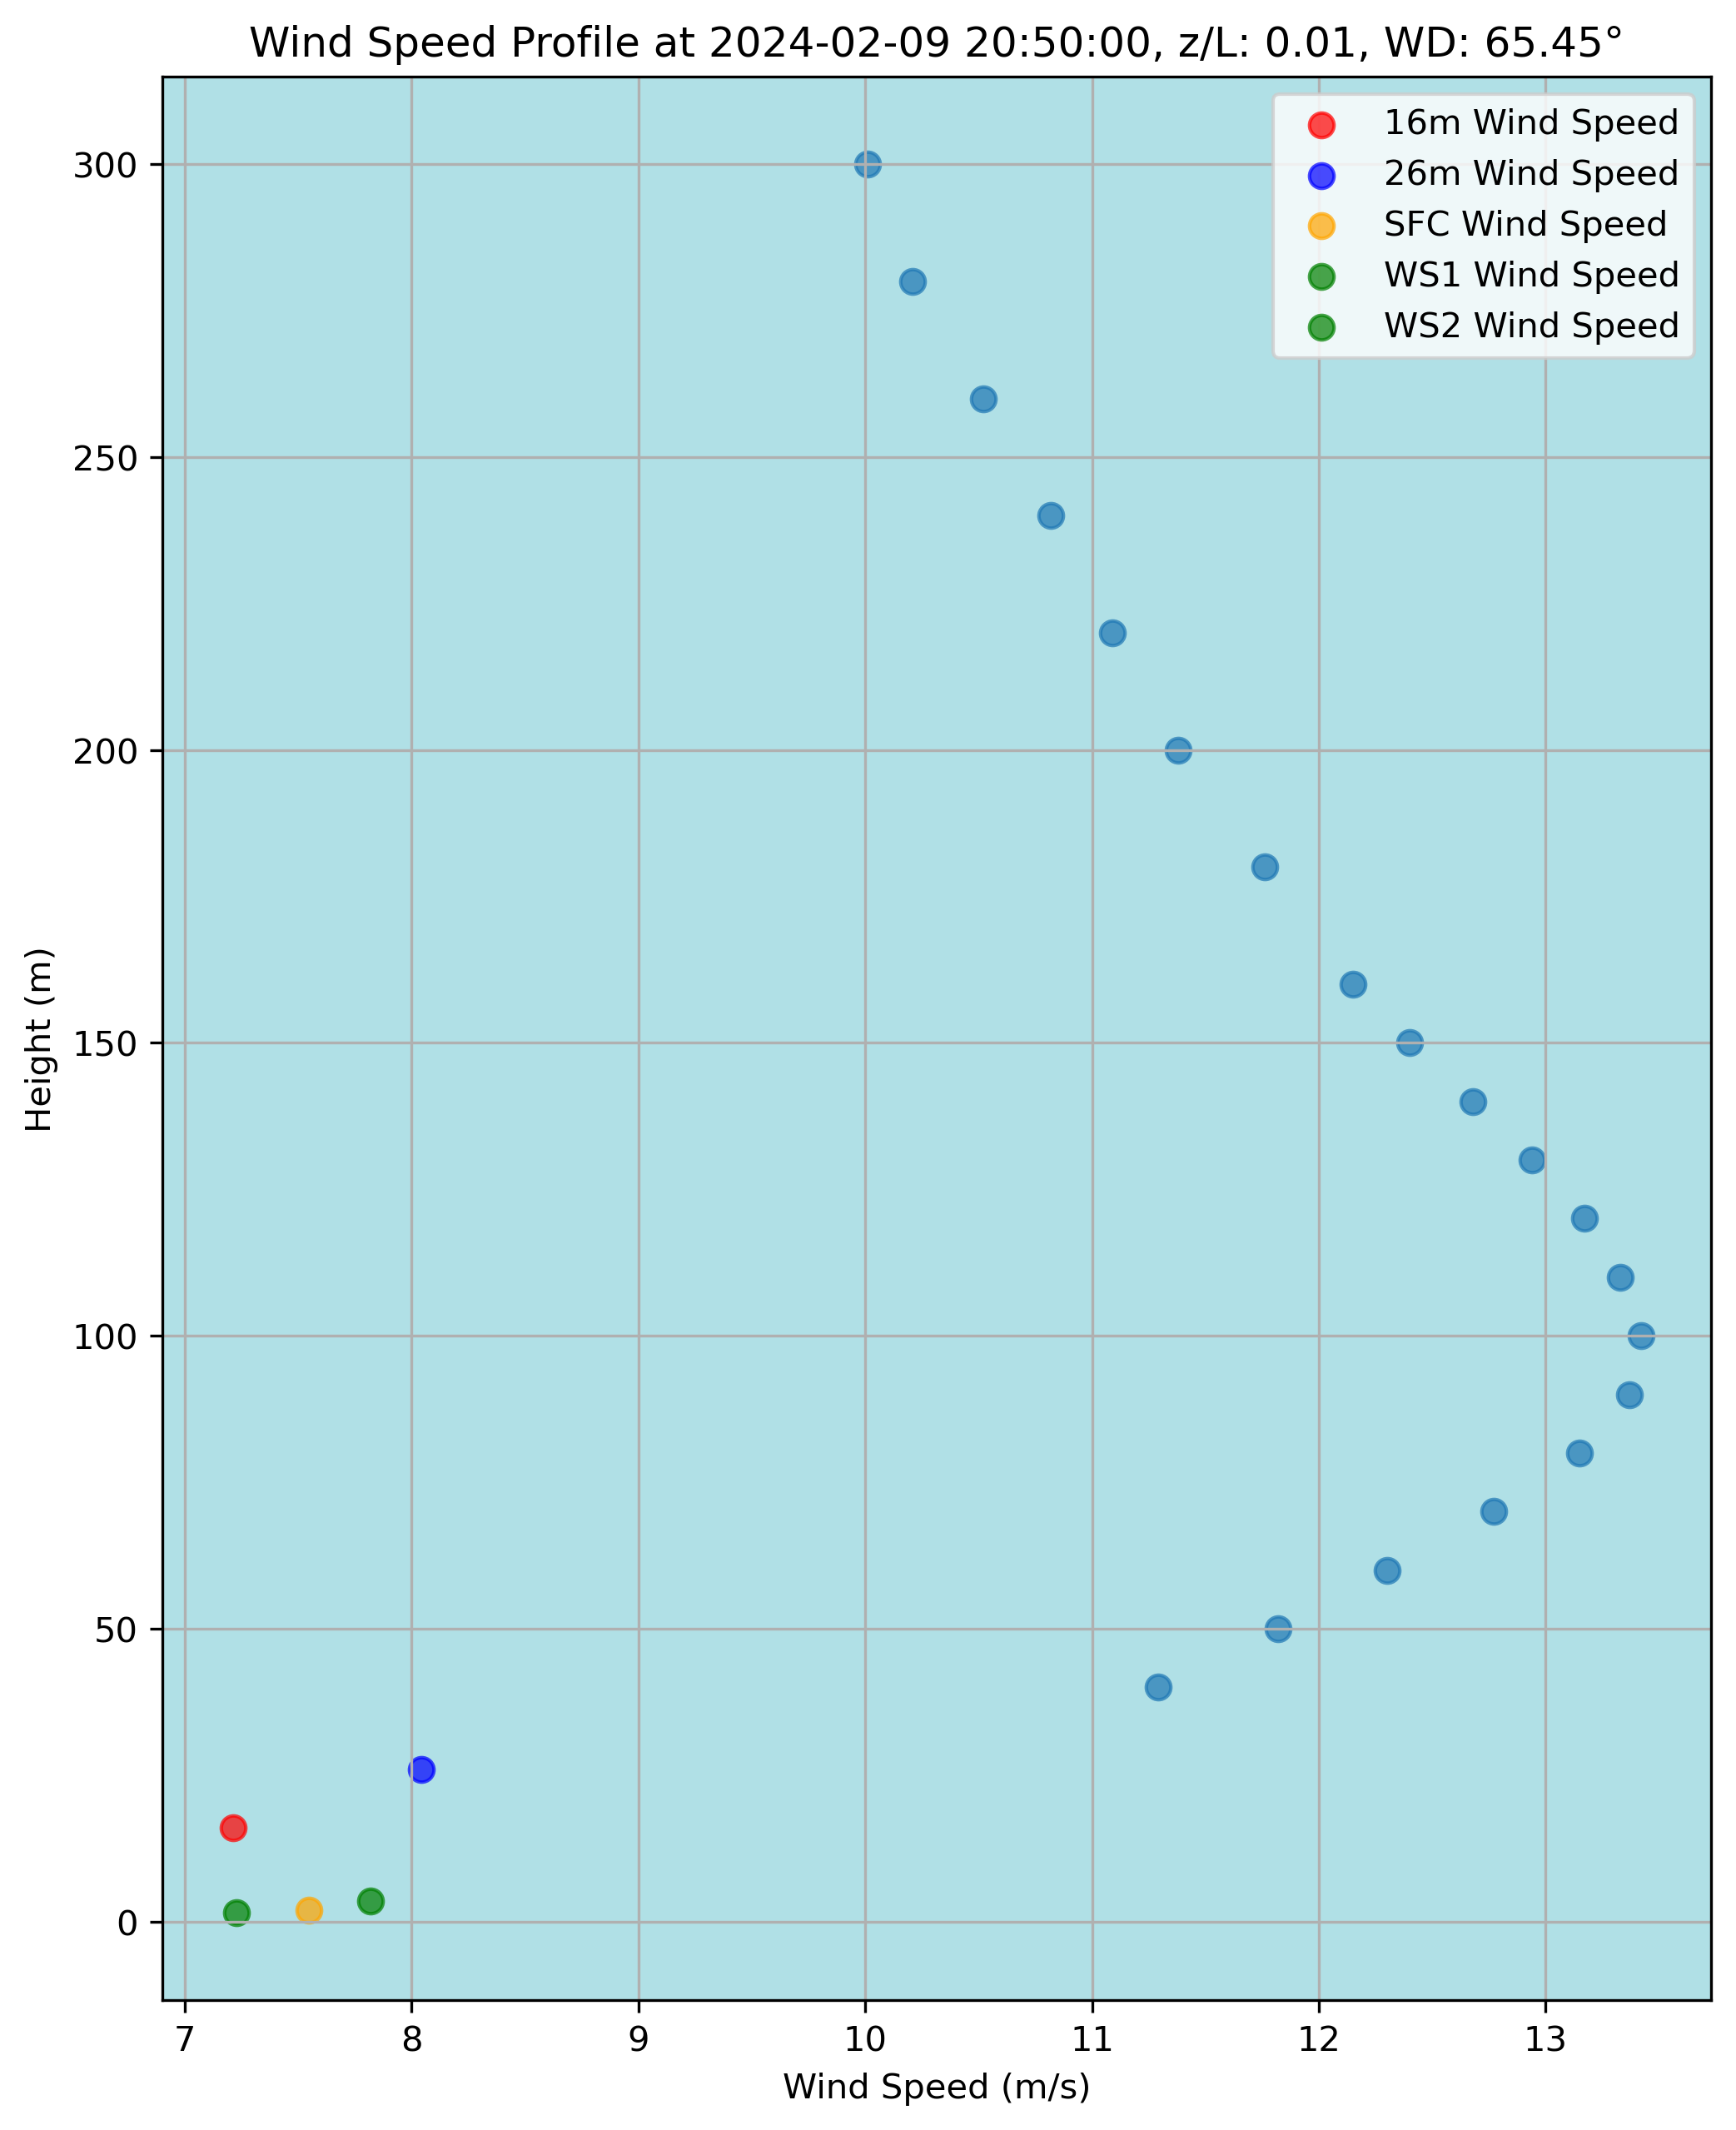 Wind Speed Profile at 2024-02-09 20:50:00, z/L: 0.01, WD: 65.45°
16m Wind Speed
26m Wind Speed
SFC Wind Speed
WS1 Wind Speed
WS2 Wind Speed
300
250
200
150
100
50
0
Height (m)
7 8 9 10 11 12 13
Wind Speed (m/s)